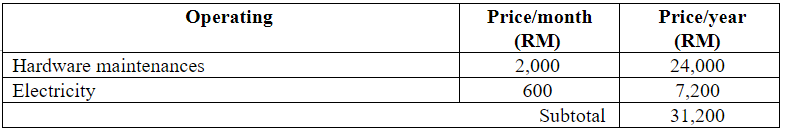 Operating Price/month (RM) Price/year (RM)
Hardware maintenances 2,000 24,000
Electricity 600 7,200
Subtotal 31,200